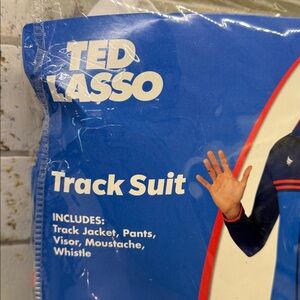 TED
LASSO
Track Suit
INCLUDES:
Track Jacket, Pants,
Visor, Moustache,
Whistle